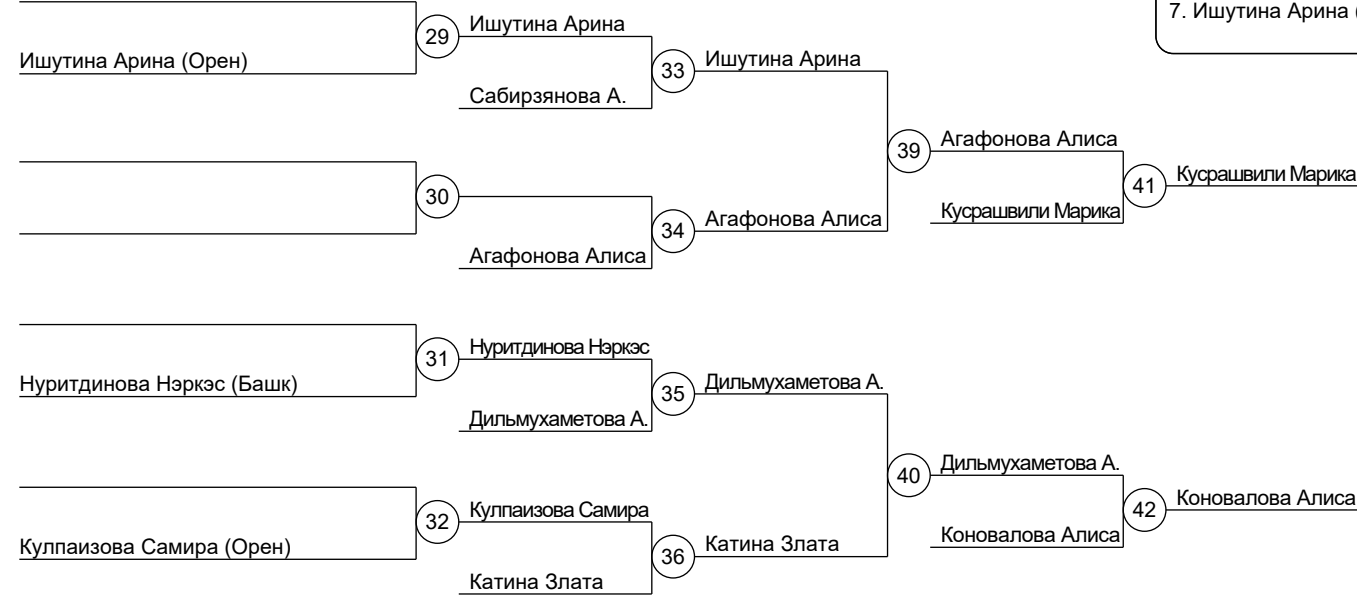 7. Ишутина Арина (
29
Ишутина Арина
Ишутина Арина (Орен)
33
Ишутина Арина
Сабирзянова А.
39
Агафонова Алиса
41
Кусрашвили Марика
30
Кусрашвили Марика
34
Агафонова Алиса
Агафонова Алиса
31
Нуритдинова Нэркэс
Нуритдинова Нэркэс (Башк)
35
Дильмухаметова А.
Дильмухаметова А.
40
Дильмухаметова А.
42
Коновалова Алиса
32
Кулпаизова Самира
Коновалова Алиса
Кулпаизова Самира (Орен)
36
Катина Злата
Катина Злата